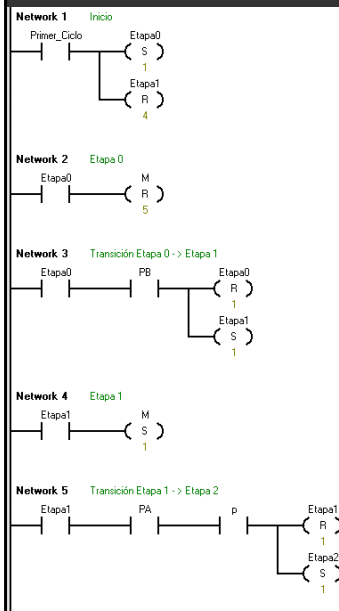 Network 1 Inicio
Primer_Ciclo Etapa0
S
1
Etapa1
R
4
Network 2 Etapa 0
Etapa0 M
R
5
Network 3 Transición Etapa 0 -> Etapa 1
Etapa0 PB Etapa0
R
1
Etapa1
S
1
Network 4 Etapa 1
Etapa1 M
S
1
Network 5 Transición Etapa 1 -> Etapa 2
Etapa1 PA p Etapa1
R
1
Etapa2
S
1